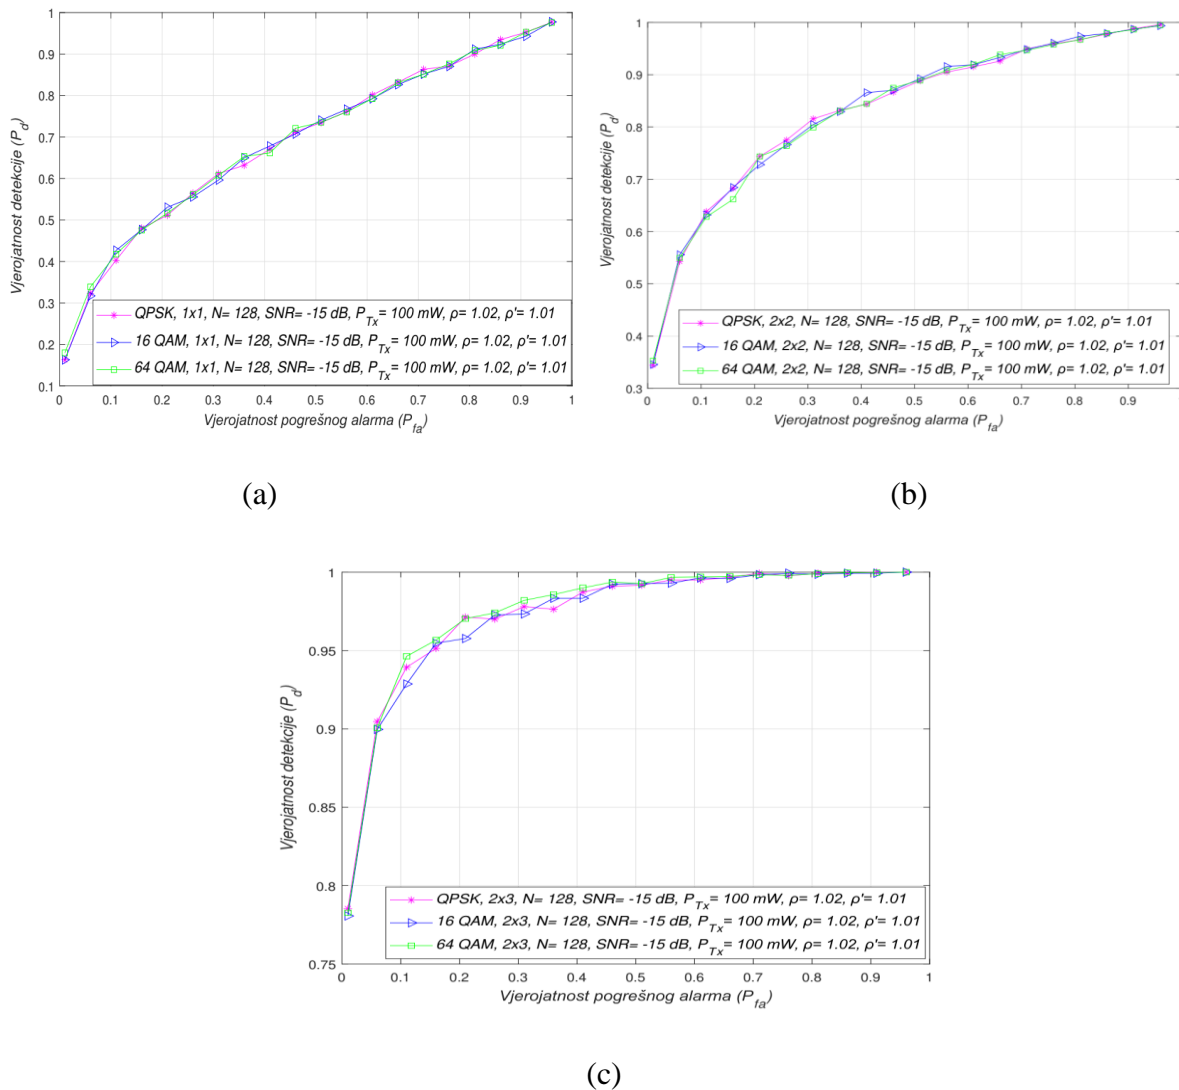 1
0.9
0.8
0.7
0.6
0.5
0.4
0.3
0.2
0.1
Vjerojatnost detekcije (P_d)
QPSK, 1x1, N= 128, SNR= -15 dB, P_Tx= 100 mW, ρ= 1.02, ρ'= 1.01
16 QAM, 1x1, N= 128, SNR= -15 dB, P_Tx= 100 mW, ρ= 1.02, ρ'= 1.01
64 QAM, 1x1, N= 128, SNR= -15 dB, P_Tx= 100 mW, ρ= 1.02, ρ'= 1.01
0 0.1 0.2 0.3 0.4 0.5 0.6 0.7 0.8 0.9 1
Vjerojatnost pogrešnog alarma (P_fa)
(a)
1
0.9
0.8
0.7
0.6
0.5
0.4
0.3
Vjerojatnost detekcije (P_d)
QPSK, 2x2, N= 128, SNR= -15 dB, P_Tx= 100 mW, ρ= 1.02, ρ'= 1.01
16 QAM, 2x2, N= 128, SNR= -15 dB, P_Tx= 100 mW, ρ= 1.02, ρ'= 1.01
64 QAM, 2x2, N= 128, SNR= -15 dB, P_Tx= 100 mW, ρ= 1.02, ρ'= 1.01
0 0.1 0.2 0.3 0.4 0.5 0.6 0.7 0.8 0.9
Vjerojatnost pogrešnog alarma (P_fa)
(b)
1
0.95
0.9
0.85
0.8
0.75
Vjerojatnost detekcije (P_d)
QPSK, 2x3, N= 128, SNR= -15 dB, P_Tx= 100 mW, ρ= 1.02, ρ'= 1.01
16 QAM, 2x3, N= 128, SNR= -15 dB, P_Tx= 100 mW, ρ= 1.02, ρ'= 1.01
64 QAM, 2x3, N= 128, SNR= -15 dB, P_Tx= 100 mW, ρ= 1.02, ρ'= 1.01
0 0.1 0.2 0.3 0.4 0.5 0.6 0.7 0.8 0.9 1
Vjerojatnost pogrešnog alarma (P_fa)
(c)